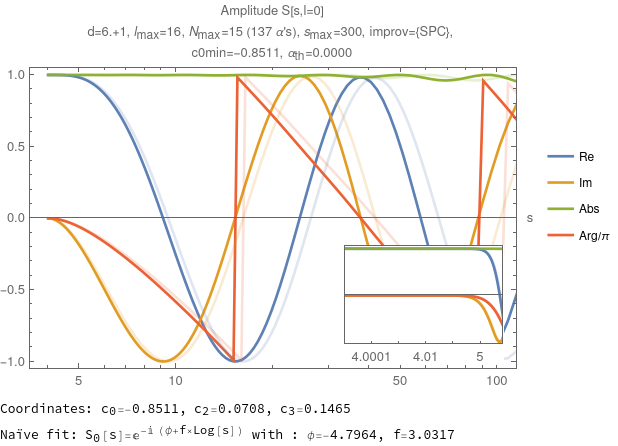 Amplitude S[s,l=0]
d=6.+1, lmax=16, Nmax=15 (137 α's), smax=300, improv={SPC},
c0min=-0.8511, αth=0.0000
1.0
0.5
0.0
-0.5
-1.0
s
5
10
50
100
4.0001
4.01
5
Re
Im
Abs
Arg/π
Coordinates: c0=-0.8511, c2=0.0708, c3=0.1465
Naïve fit: S0[s]=e^-i (ϕ+f×Log[s]) with : ϕ=-4.7964, f=3.0317